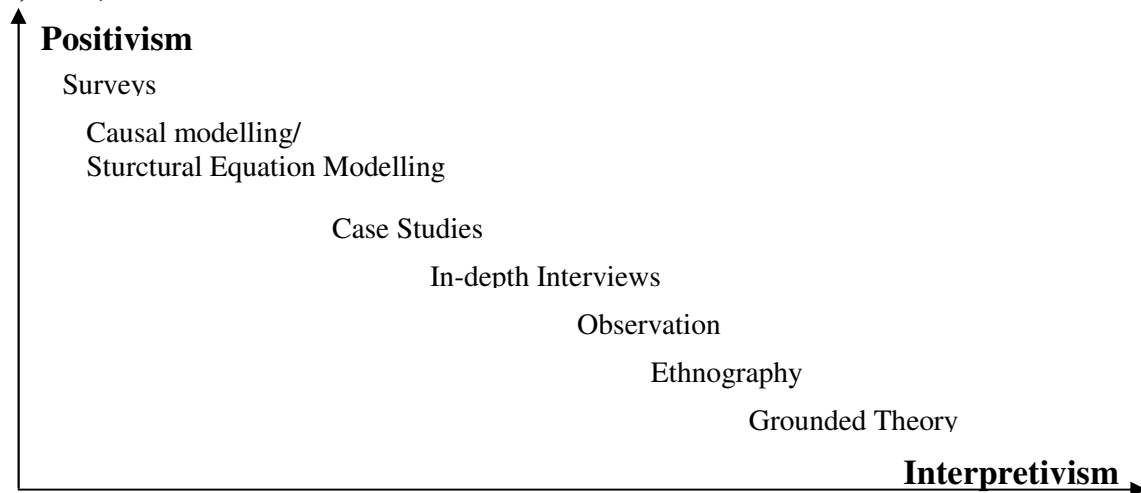 Positivism
Surveys
Causal modelling/
Sturctural Equation Modelling
Case Studies
In-depth Interviews
Observation
Ethnography
Grounded Theory
Interpretivism